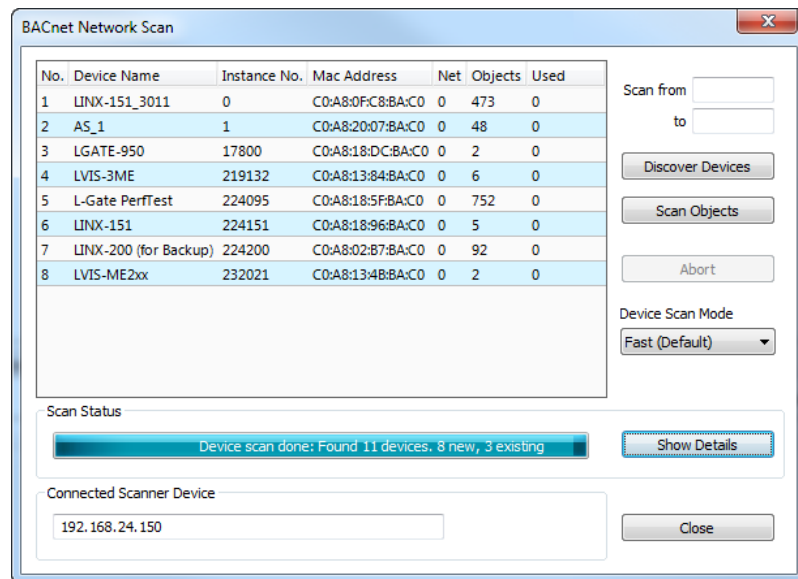 BACnet Network Scan
No. Device Name Instance No. Mac Address Net Objects Used
1 LINX-151_3011 0 C0:A8:0F:C8:BA:C0 0 473 0
2 AS_1 1 C0:A8:20:07:BA:C0 0 48 0
3 LGATE-950 17800 C0:A8:18:DC:BA:C0 0 2 0
4 LVIS-3ME 219132 C0:A8:13:84:BA:C0 0 6 0
5 L-Gate PerfTest 224095 C0:A8:18:5F:BA:C0 0 752 0
6 LINX-151 224151 C0:A8:18:96:BA:C0 0 5 0
7 LINX-200 (for Backup) 224200 C0:A8:02:B7:BA:C0 0 92 0
8 LVIS-ME2xx 232021 C0:A8:13:4B:BA:C0 0 2 0
Scan from
to
Discover Devices
Scan Objects
Abort
Device Scan Mode
Fast (Default)
Scan Status
Device scan done: Found 11 devices. 8 new, 3 existing
Show Details
Connected Scanner Device
192.168.24.150
Close